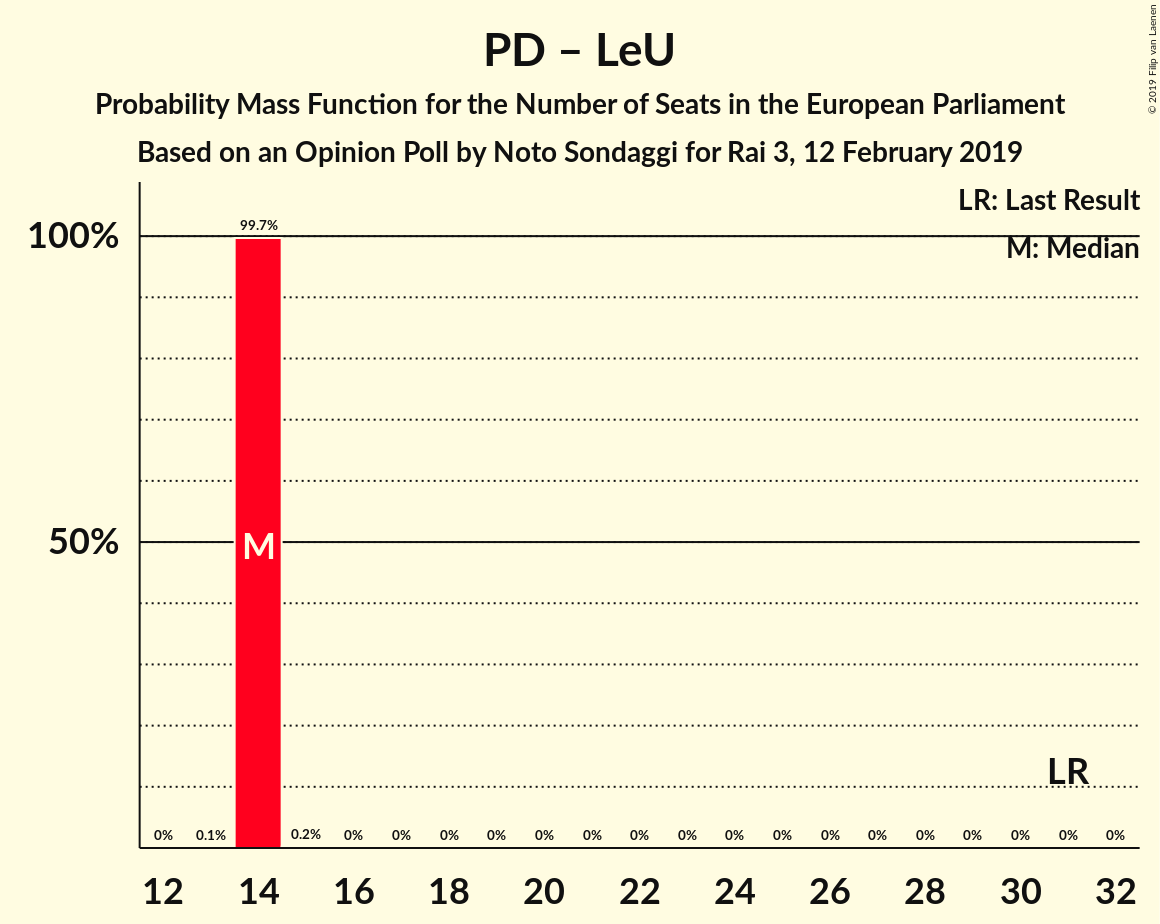 PD – LeU
Probability Mass Function for the Number of Seats in the European Parliament
Based on an Opinion Poll by Noto Sondaggi for Rai 3, 12 February 2019
© 2019 Filip van Laenen
LR: Last Result
M: Median
99.7%
100%
50%
M
LR
0% 0.1% 0.2% 0% 0% 0% 0% 0% 0% 0% 0% 0% 0% 0% 0% 0% 0% 0% 0% 0%
12 14 16 18 20 22 24 26 28 30 32